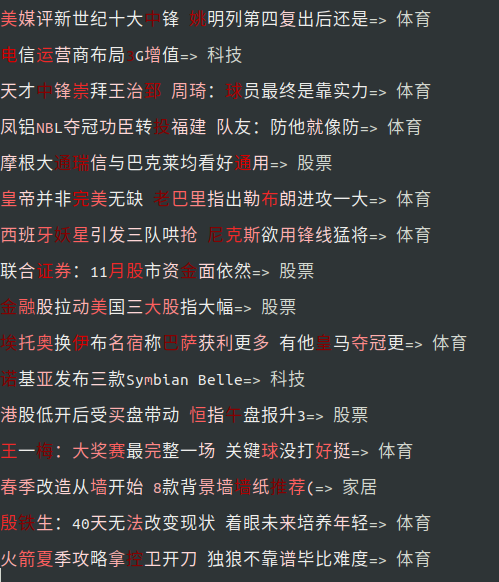 美媒评新世纪十大中锋 姚明列第四复出后还是=> 体育
电信运营商布局3G增值=> 科技
天才中锋崇拜王治郅 周琦：球员最终是靠实力=> 体育
凤铝NBL夺冠功臣转投福建 队友：防他就像防=> 体育
摩根大通瑞信与巴克莱均看好通用=> 股票
皇帝并非完美无缺 老巴里指出勒布朗进攻一大=> 体育
西班牙妖星引发三队哄抢 尼克斯欲用锋线猛将=> 体育
联合证券：11月股市资金面依然=> 股票
金融股拉动美国三大股指大幅=> 股票
埃托奥换伊布名宿称巴萨获利更多 有他皇马夺冠更=> 体育
诺基亚发布三款Symbian Belle=> 科技
港股低开后受买盘带动 恒指午盘报升3=> 股票
王一梅：大奖赛最完整一场 关键球没打好挺=> 体育
春季改造从墙开始 8款背景墙壁纸推荐(=> 家居
殷铁生：40天无法改变现状 着眼未来培养年轻=> 体育
火箭夏季攻略拿控卫开刀 独狼不靠谱毕比难度=> 体育